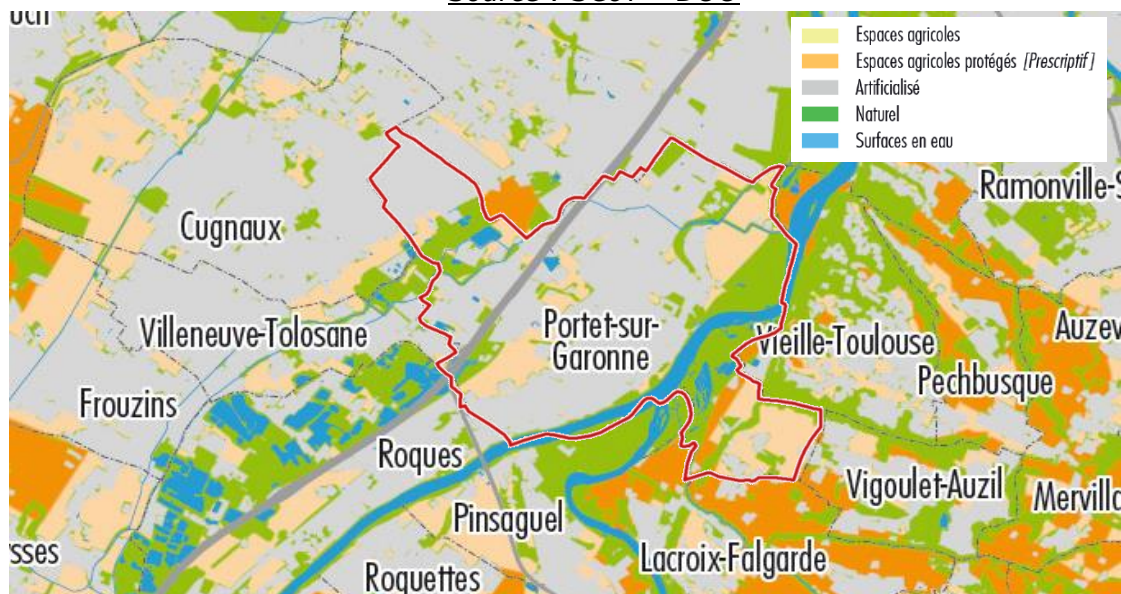 Espaces agricoles
Espaces agricoles protégés [Prescriptif]
Artificialisé
Naturel
Surfaces en eau
Ramonville-S
Cugnaux
Villeneuve-Tolosane
Portet-sur-
Garonne
Vieille-Toulouse
Auzev
Pechbusque
Frouzins
Roques
Vigoulet-Auzil
Mervilla
Pinsaguel
sses
Lacroix-Falgarde
Roquettes